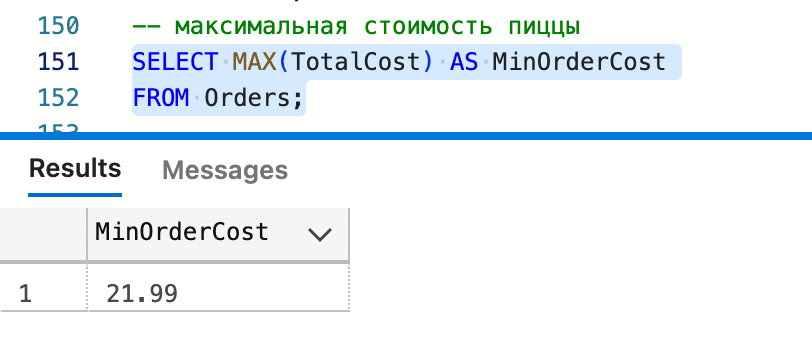 150 -- максимальная стоимость пиццы
151 SELECT MAX(TotalCost) AS MinOrderCost
152 FROM Orders;
153
Results Messages
MinOrderCost
1 21.99